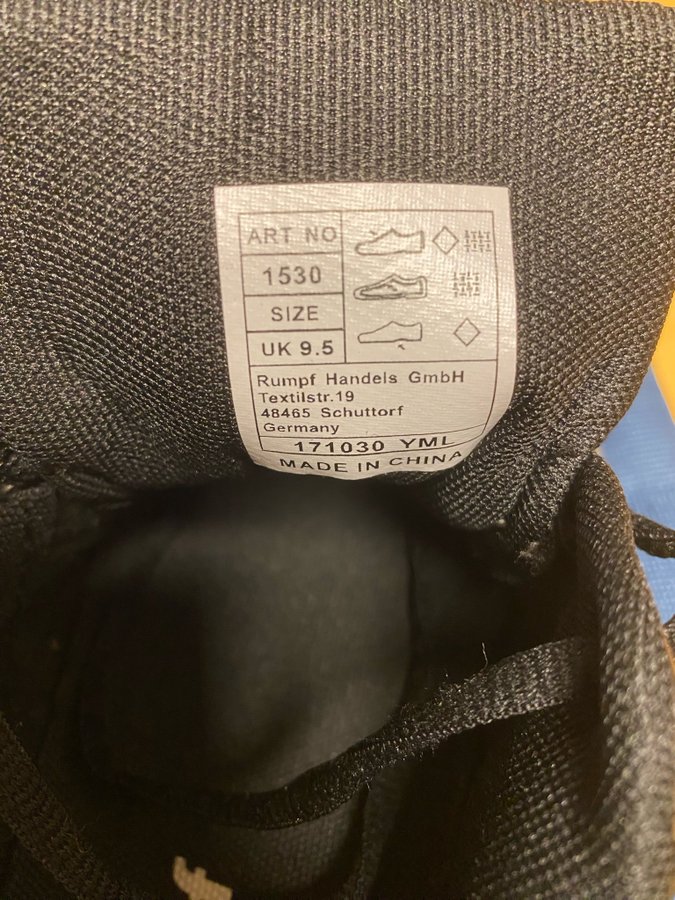 ART NO
1530
SIZE
UK 9.5
Rumpf Handels GmbH
Textilstr.19
48465 Schuttorf
Germany
171030 YML
MADE IN CHINA